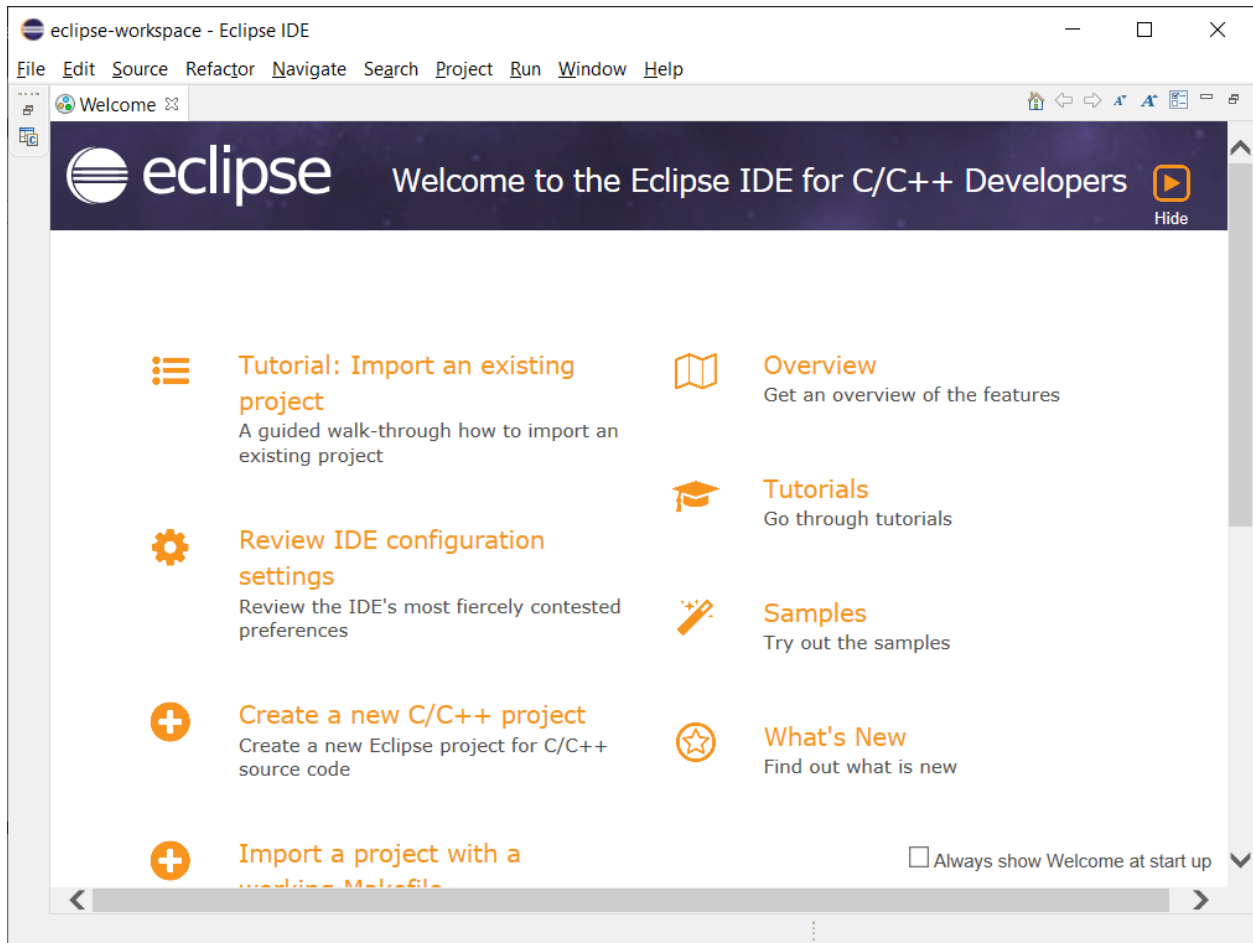 eclipse-workspace - Eclipse IDE
File Edit Source Refactor Navigate Search Project Run Window Help
Welcome
eclipse
Welcome to the Eclipse IDE for C/C++ Developers
Hide
Tutorial: Import an existing
project
A guided walk-through how to import an
existing project
Review IDE configuration
settings
Review the IDE's most fiercely contested
preferences
Create a new C/C++ project
Create a new Eclipse project for C/C++
source code
Import a project with a
working Makefile
Overview
Get an overview of the features
Tutorials
Go through tutorials
Samples
Try out the samples
What's New
Find out what is new
Always show Welcome at start up